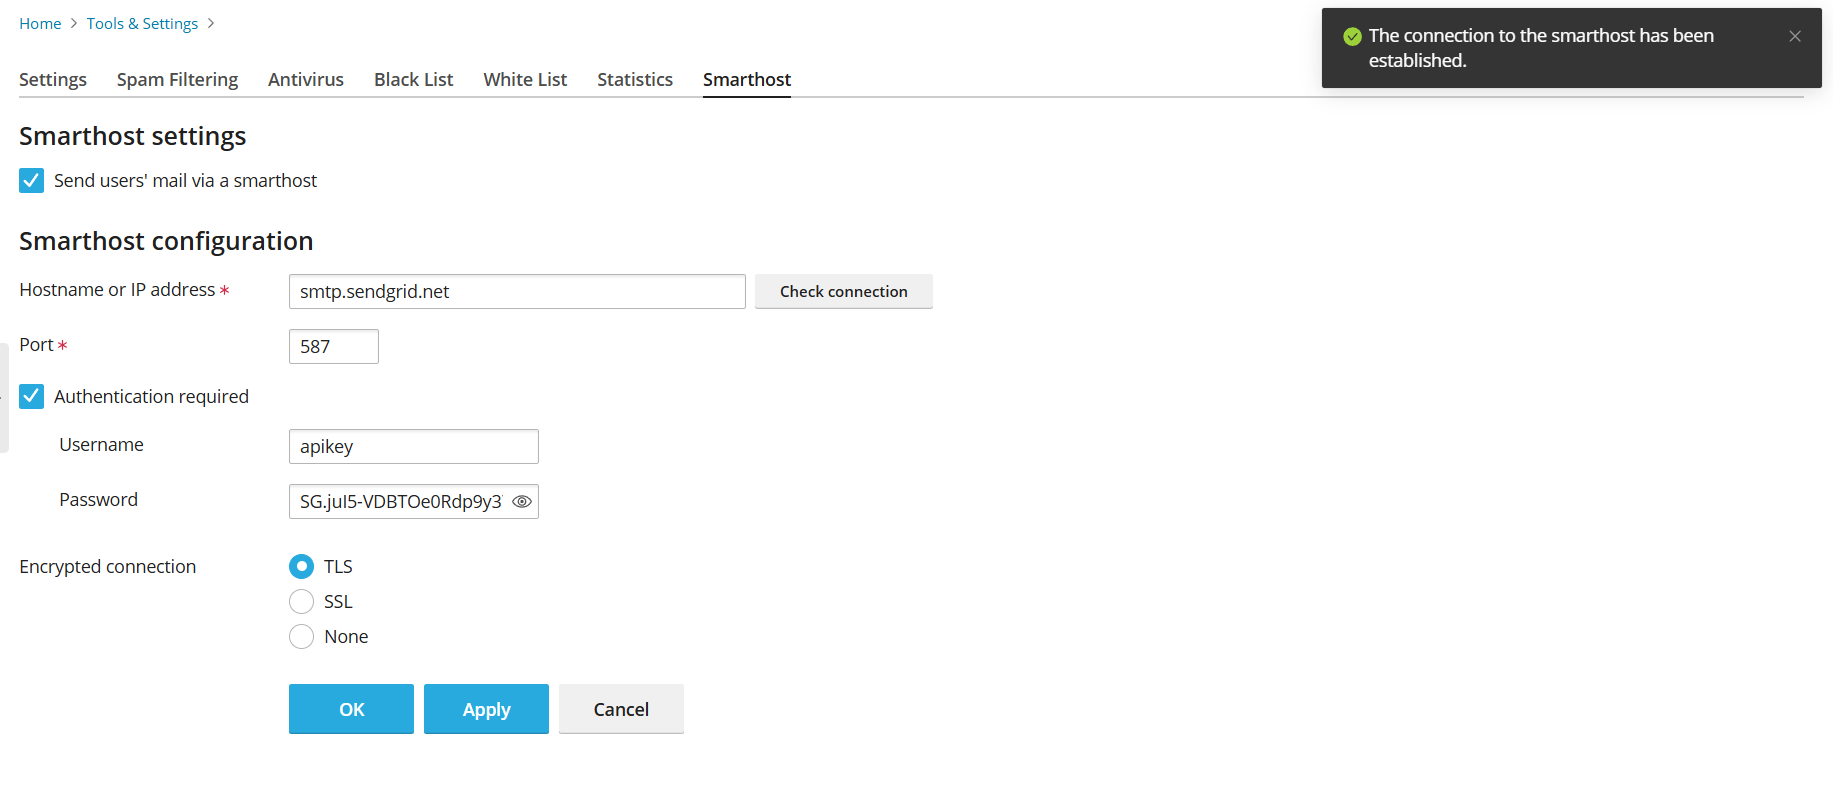 Home > Tools & Settings >
The connection to the smarthost has been
established.
Settings Spam Filtering Antivirus Black List White List Statistics Smarthost
Smarthost settings
Send users' mail via a smarthost
Smarthost configuration
Hostname or IP address * smtp.sendgrid.net Check connection
Port * 587
Authentication required
Username apikey
Password SG.juI5-VDBTOe0Rdp9y3
Encrypted connection TLS
SSL
None
OK Apply Cancel